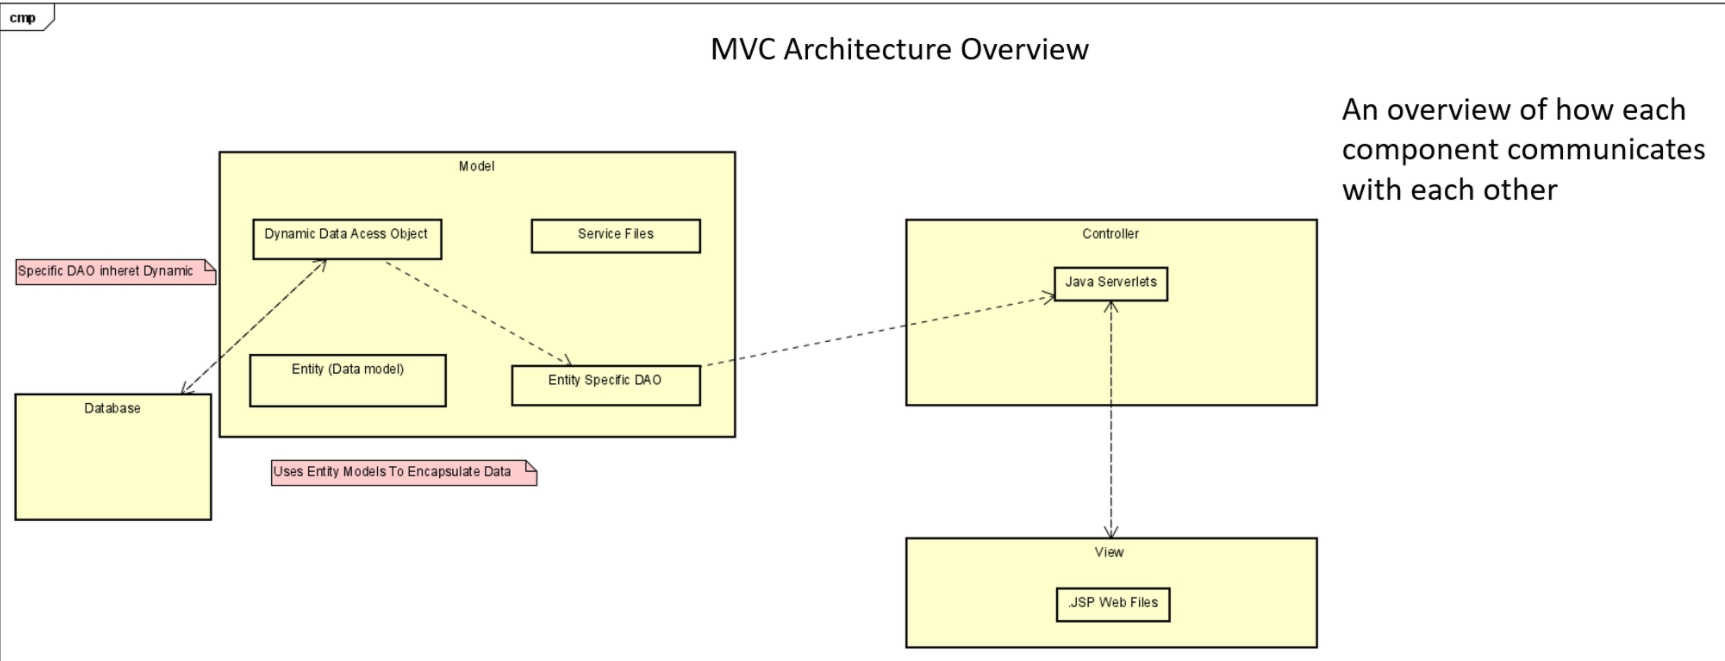 cmp
MVC Architecture Overview
An overview of how each
component communicates
with each other
Model
Dynamic Data Acess Object
Service Files
Specific DAO inheret Dynamic
Entity (Data model)
Entity Specific DAO
Database
Uses Entity Models To Encapsulate Data
Controller
Java Serverlets
View
.JSP Web Files